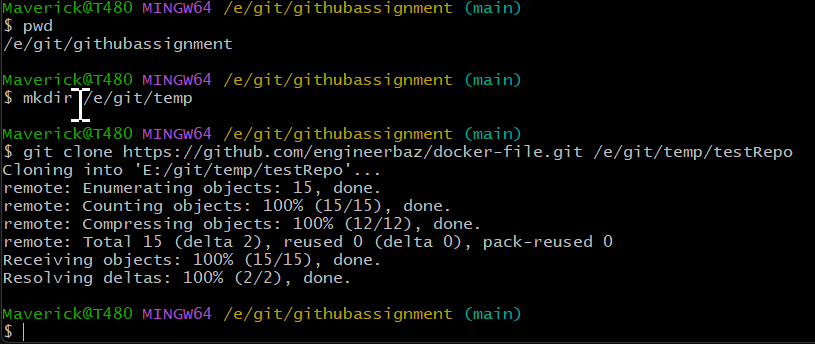 Maverick@T480 MINGW64 /e/git/githubassignment (main)
$ pwd
/e/git/githubassignment
Maverick@T480 MINGW64 /e/git/githubassignment (main)
$ mkdir /e/git/temp
Maverick@T480 MINGW64 /e/git/githubassignment (main)
$ git clone https://github.com/engineerbaz/docker-file.git /e/git/temp/testRepo
Cloning into 'E:/git/temp/testRepo'...
remote: Enumerating objects: 15, done.
remote: Counting objects: 100% (15/15), done.
remote: Compressing objects: 100% (12/12), done.
remote: Total 15 (delta 2), reused 0 (delta 0), pack-reused 0
Receiving objects: 100% (15/15), done.
Resolving deltas: 100% (2/2), done.
Maverick@T480 MINGW64 /e/git/githubassignment (main)
$